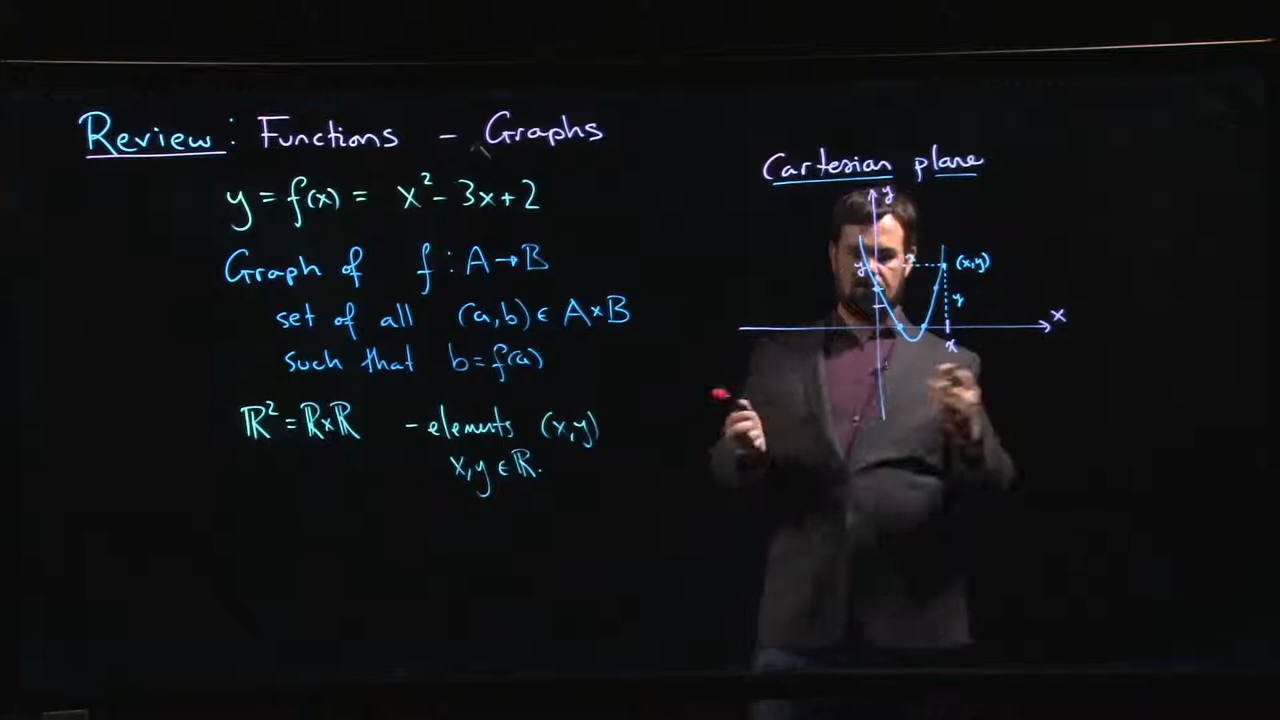 Review: Functions - Graphs
y = f(x) = x² - 3x + 2
Graph of f : A → B
set of all (a,b) ∈ A × B
such that b = f(a)
ℝ² = ℝ×ℝ - elements (x,y)
x,y ∈ ℝ.
Cartesian plane
y
y x (x,y)
y
x
x